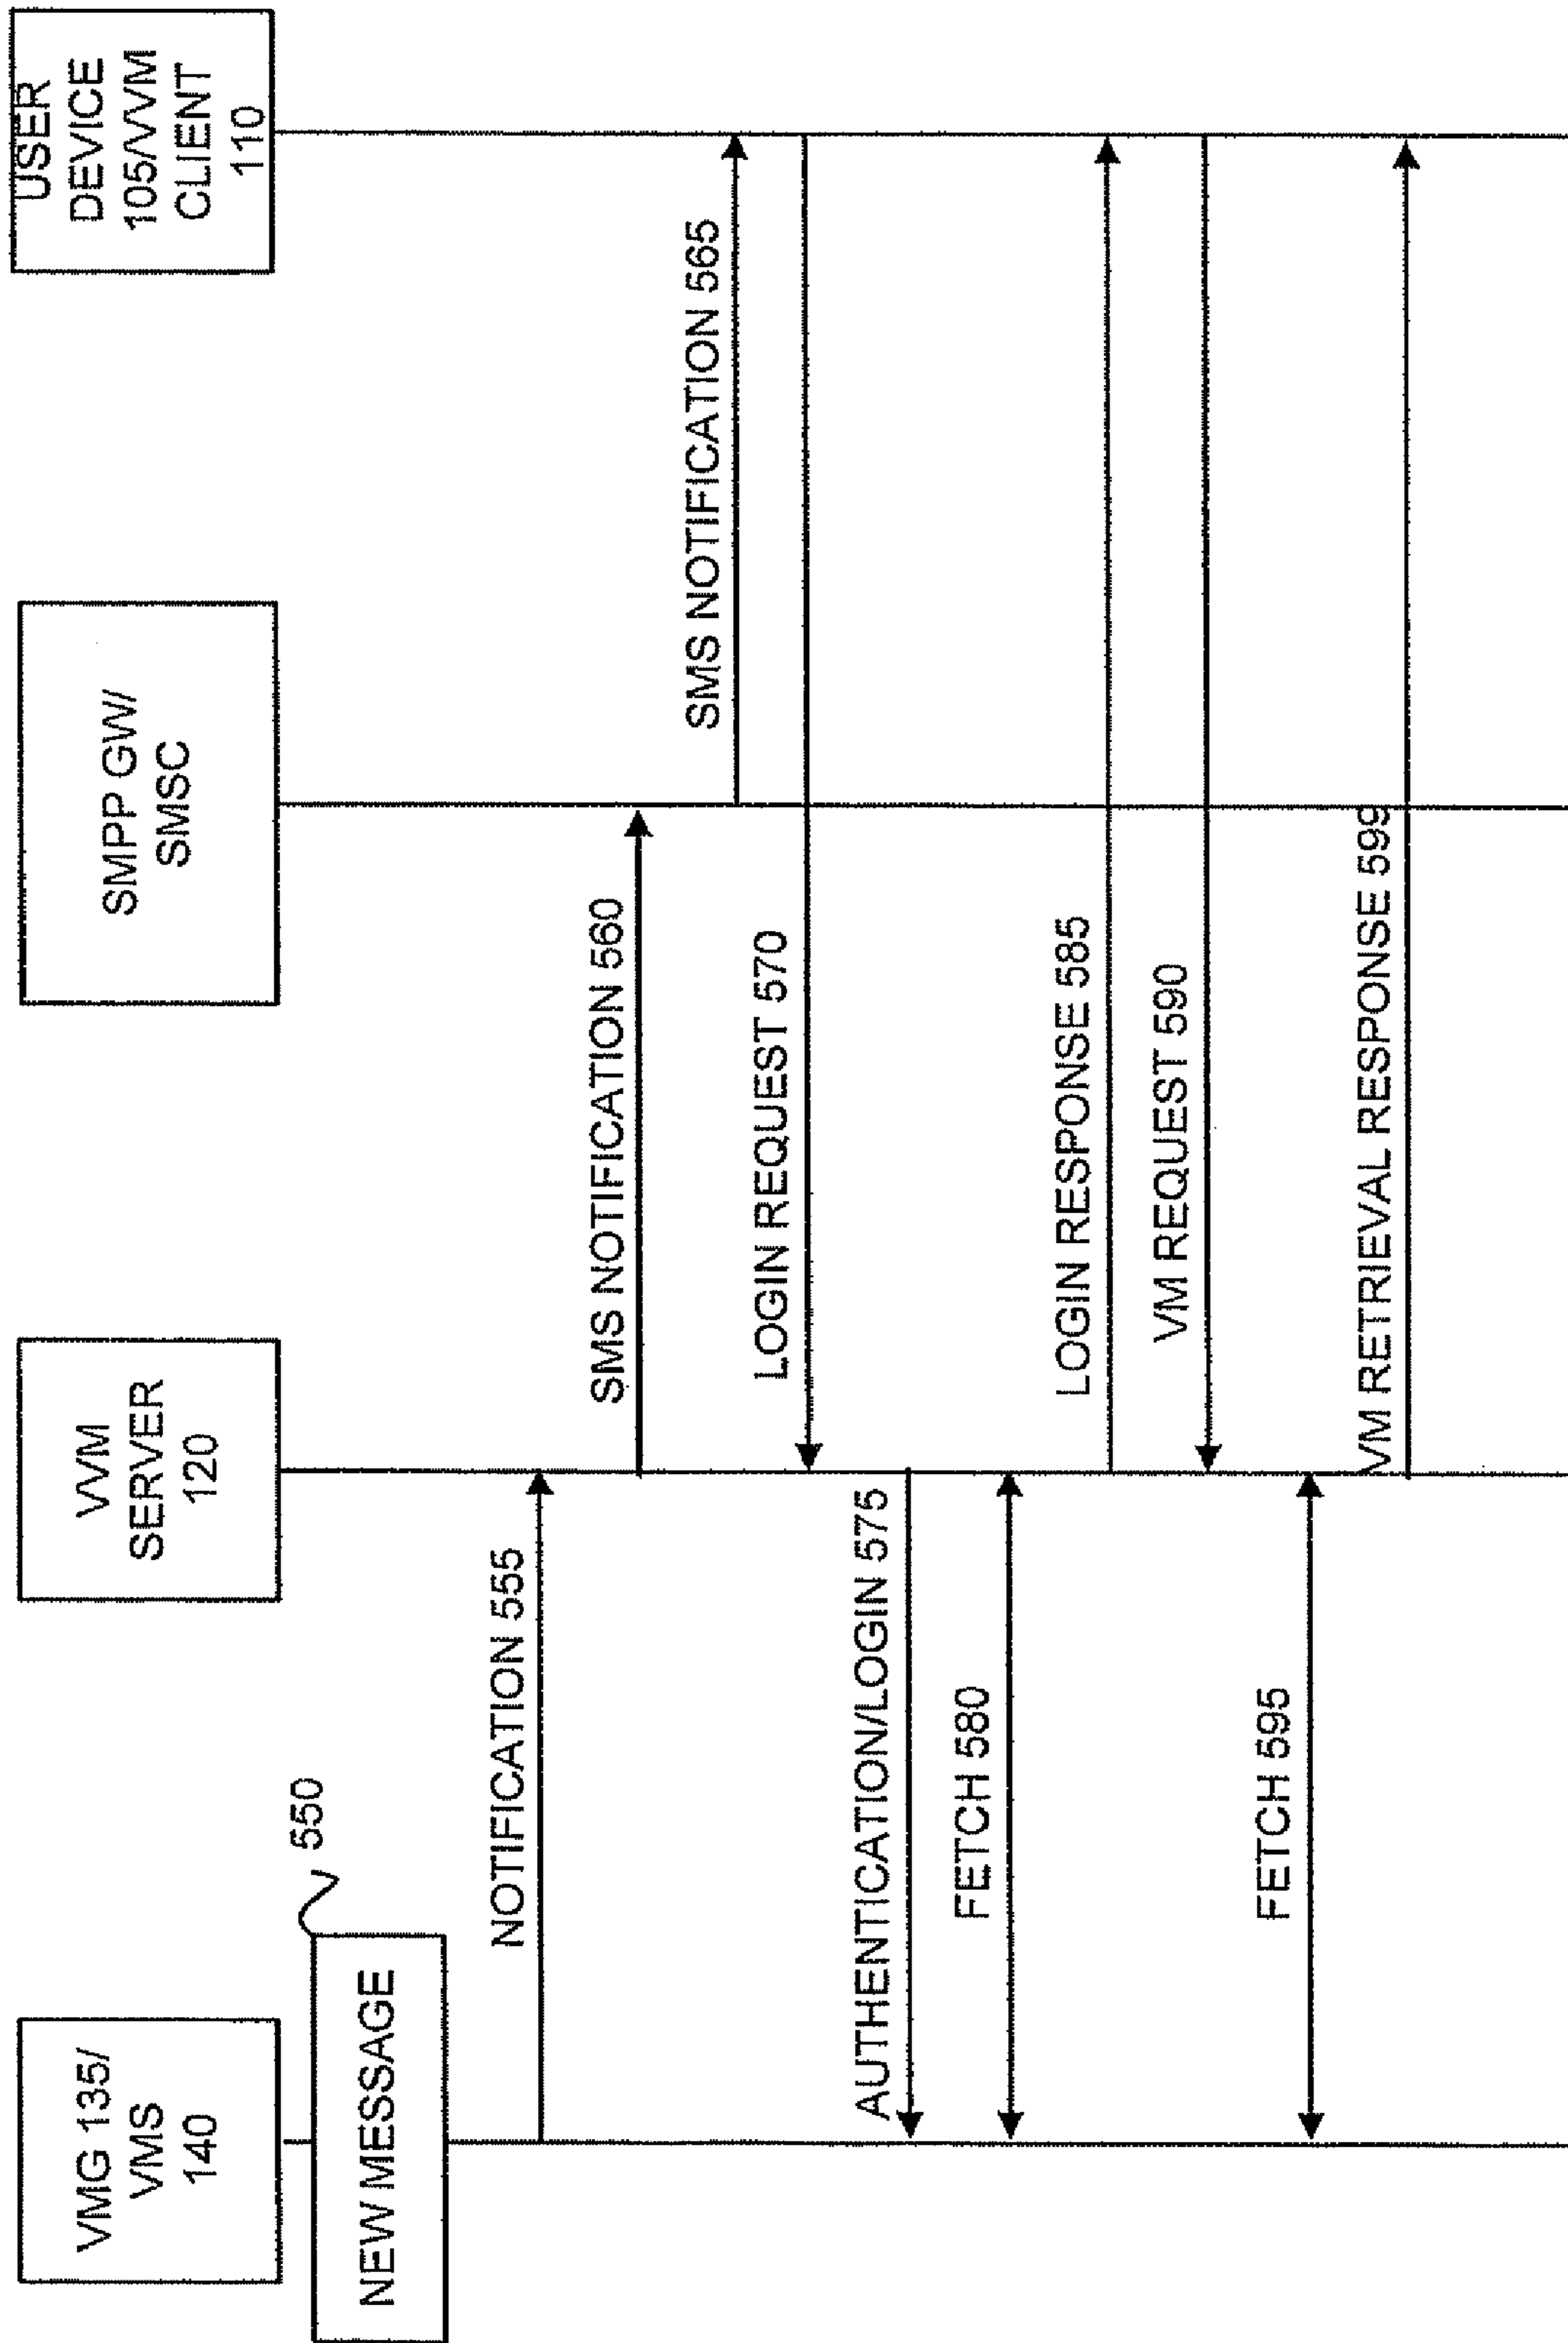 VMG 135/
VMS
140
VVM
SERVER
120
SMPP GW/
SMSC
USER
DEVICE
105/VVM
CLIENT
110
550
NEW MESSAGE
NOTIFICATION 555
SMS NOTIFICATION 560
SMS NOTIFICATION 565
LOGIN REQUEST 570
AUTHENTICATION/LOGIN 575
FETCH 580
LOGIN RESPONSE 585
VM REQUEST 590
FETCH 595
VM RETRIEVAL RESPONSE 599